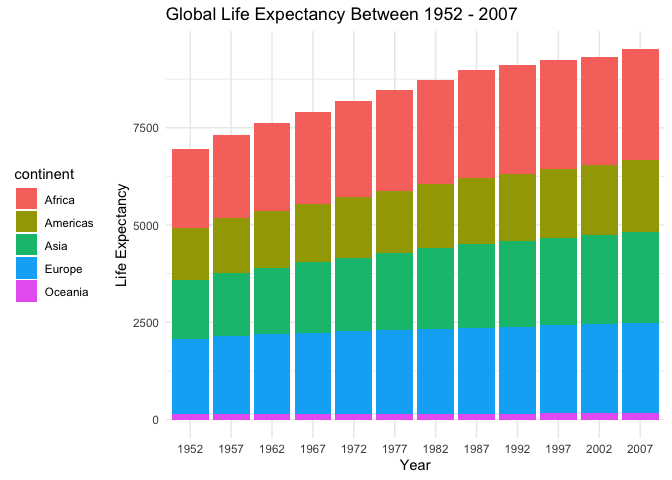 Global Life Expectancy Between 1952 - 2007
continent
Africa
Americas
Asia
Europe
Oceania
Life Expectancy
7500
5000
2500
0
1952 1957 1962 1967 1972 1977 1982 1987 1992 1997 2002 2007
Year